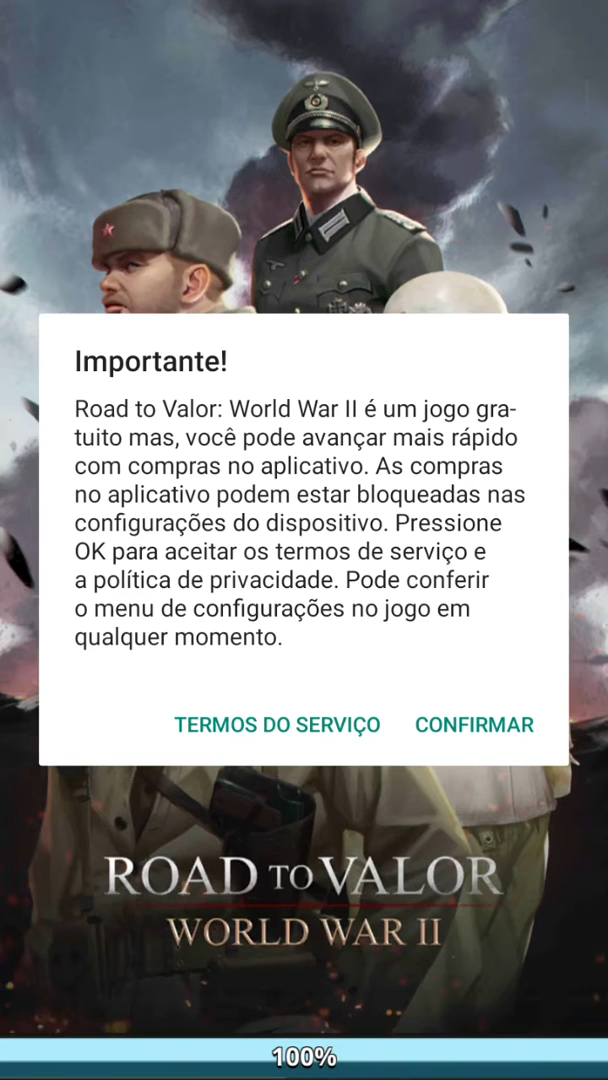 Importante!
Road to Valor: World War II é um jogo gra-
tuito mas, você pode avançar mais rápido
com compras no aplicativo. As compras
no aplicativo podem estar bloqueadas nas
configurações do dispositivo. Pressione
OK para aceitar os termos de serviço e
a política de privacidade. Pode conferir
o menu de configurações no jogo em
qualquer momento.
TERMOS DO SERVIÇO CONFIRMAR
ROAD TO VALOR
WORLD WAR II
100%